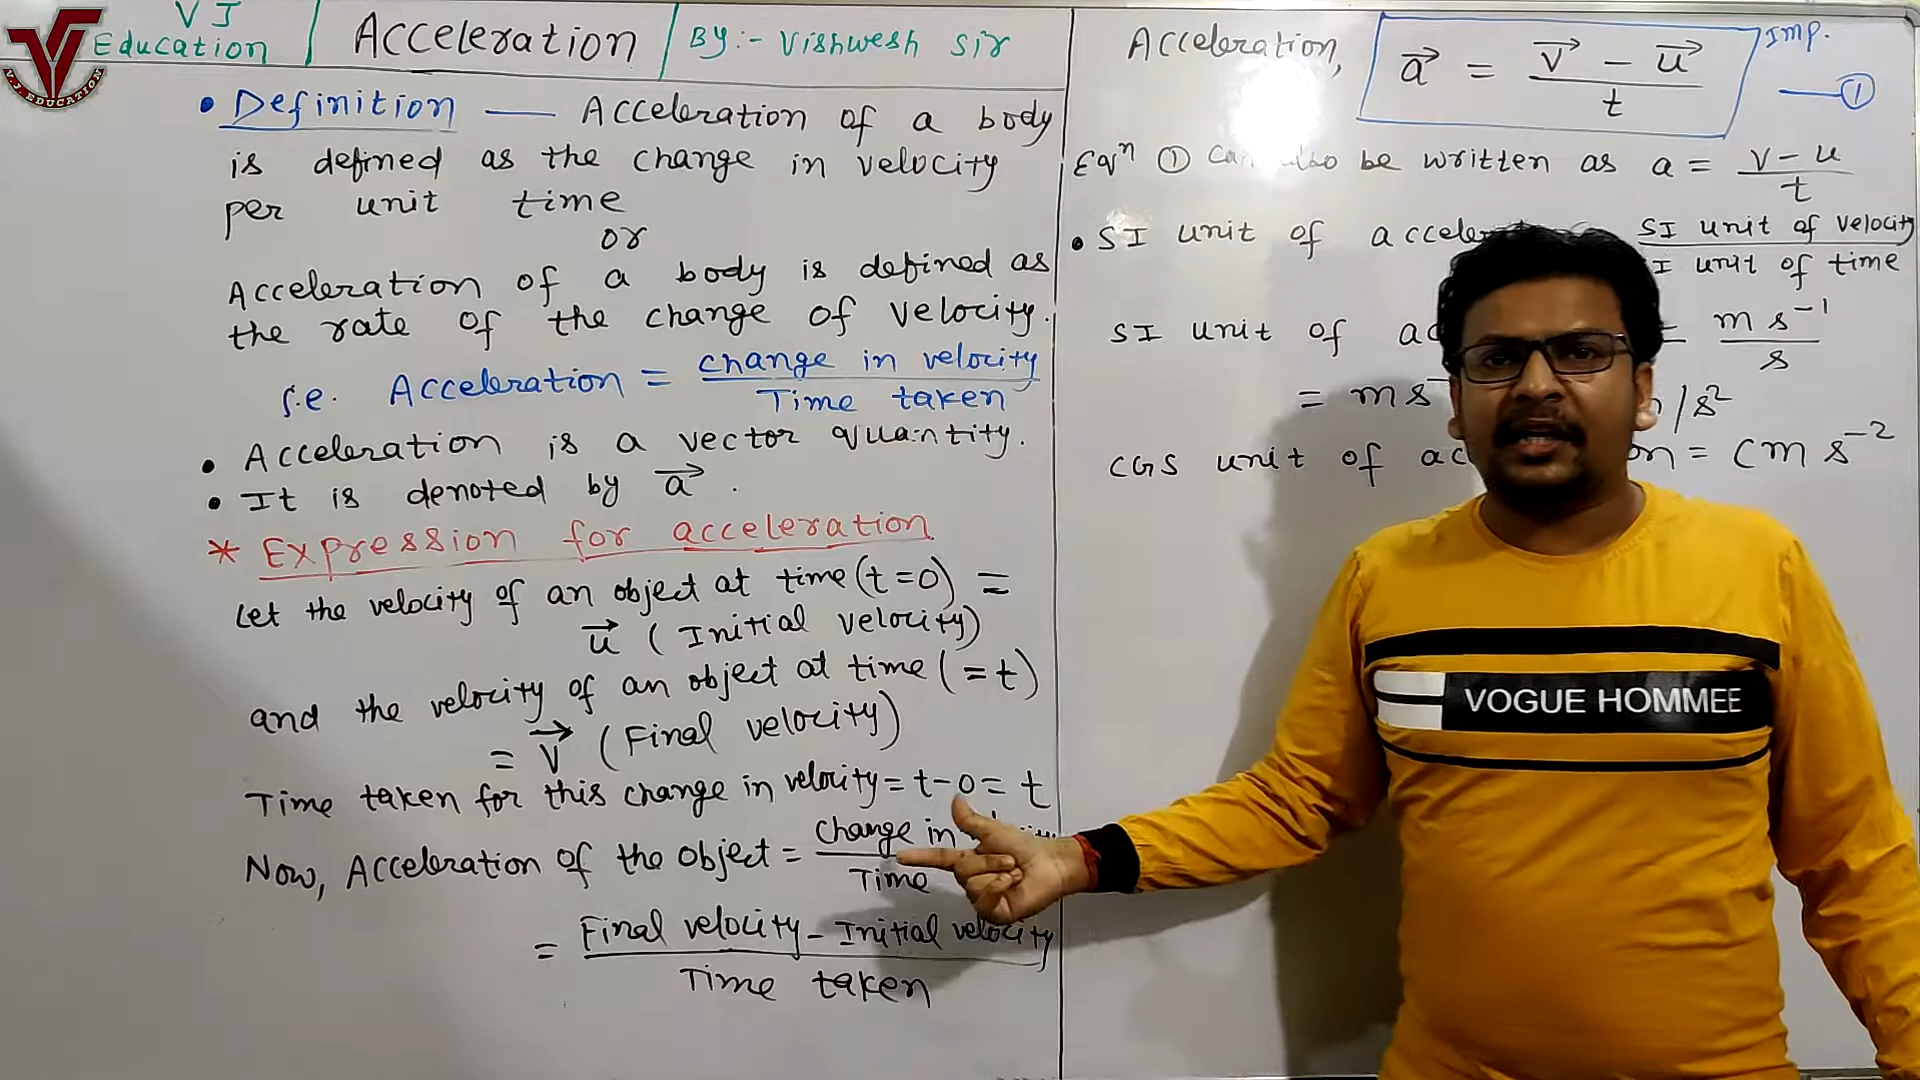 VJ
Education
Acceleration
By:- Vishwesh Sir
V.J. EDUCATION
• Definition — Acceleration of a body
is defined as the change in velocity
per unit time
or
Acceleration of a body is defined as
the rate of the change of velocity.
i.e. Acceleration = change in velocity
Time taken
• Acceleration is a vector quantity.
• It is denoted by a⃗ .
* Expression for acceleration
Let the velocity of an object at time (t=0) =
u⃗ (Initial velocity)
and the velocity of an object at time (=t)
= v⃗ (Final velocity)
Time taken for this change in velocity = t-0 = t
Now, Acceleration of the object = Change in
Time
= Final velocity - Initial velocity
Time taken
Acceleration, a⃗ = v⃗ - u⃗ Imp.
t — ①
Eqⁿ ① can also be written as a = v-u
t
• SI unit of SI unit of velocity
unit of time
SI unit of = m s⁻¹
s
= m s /s²
CGS unit of = cm s⁻²
VOGUE HOMMEE